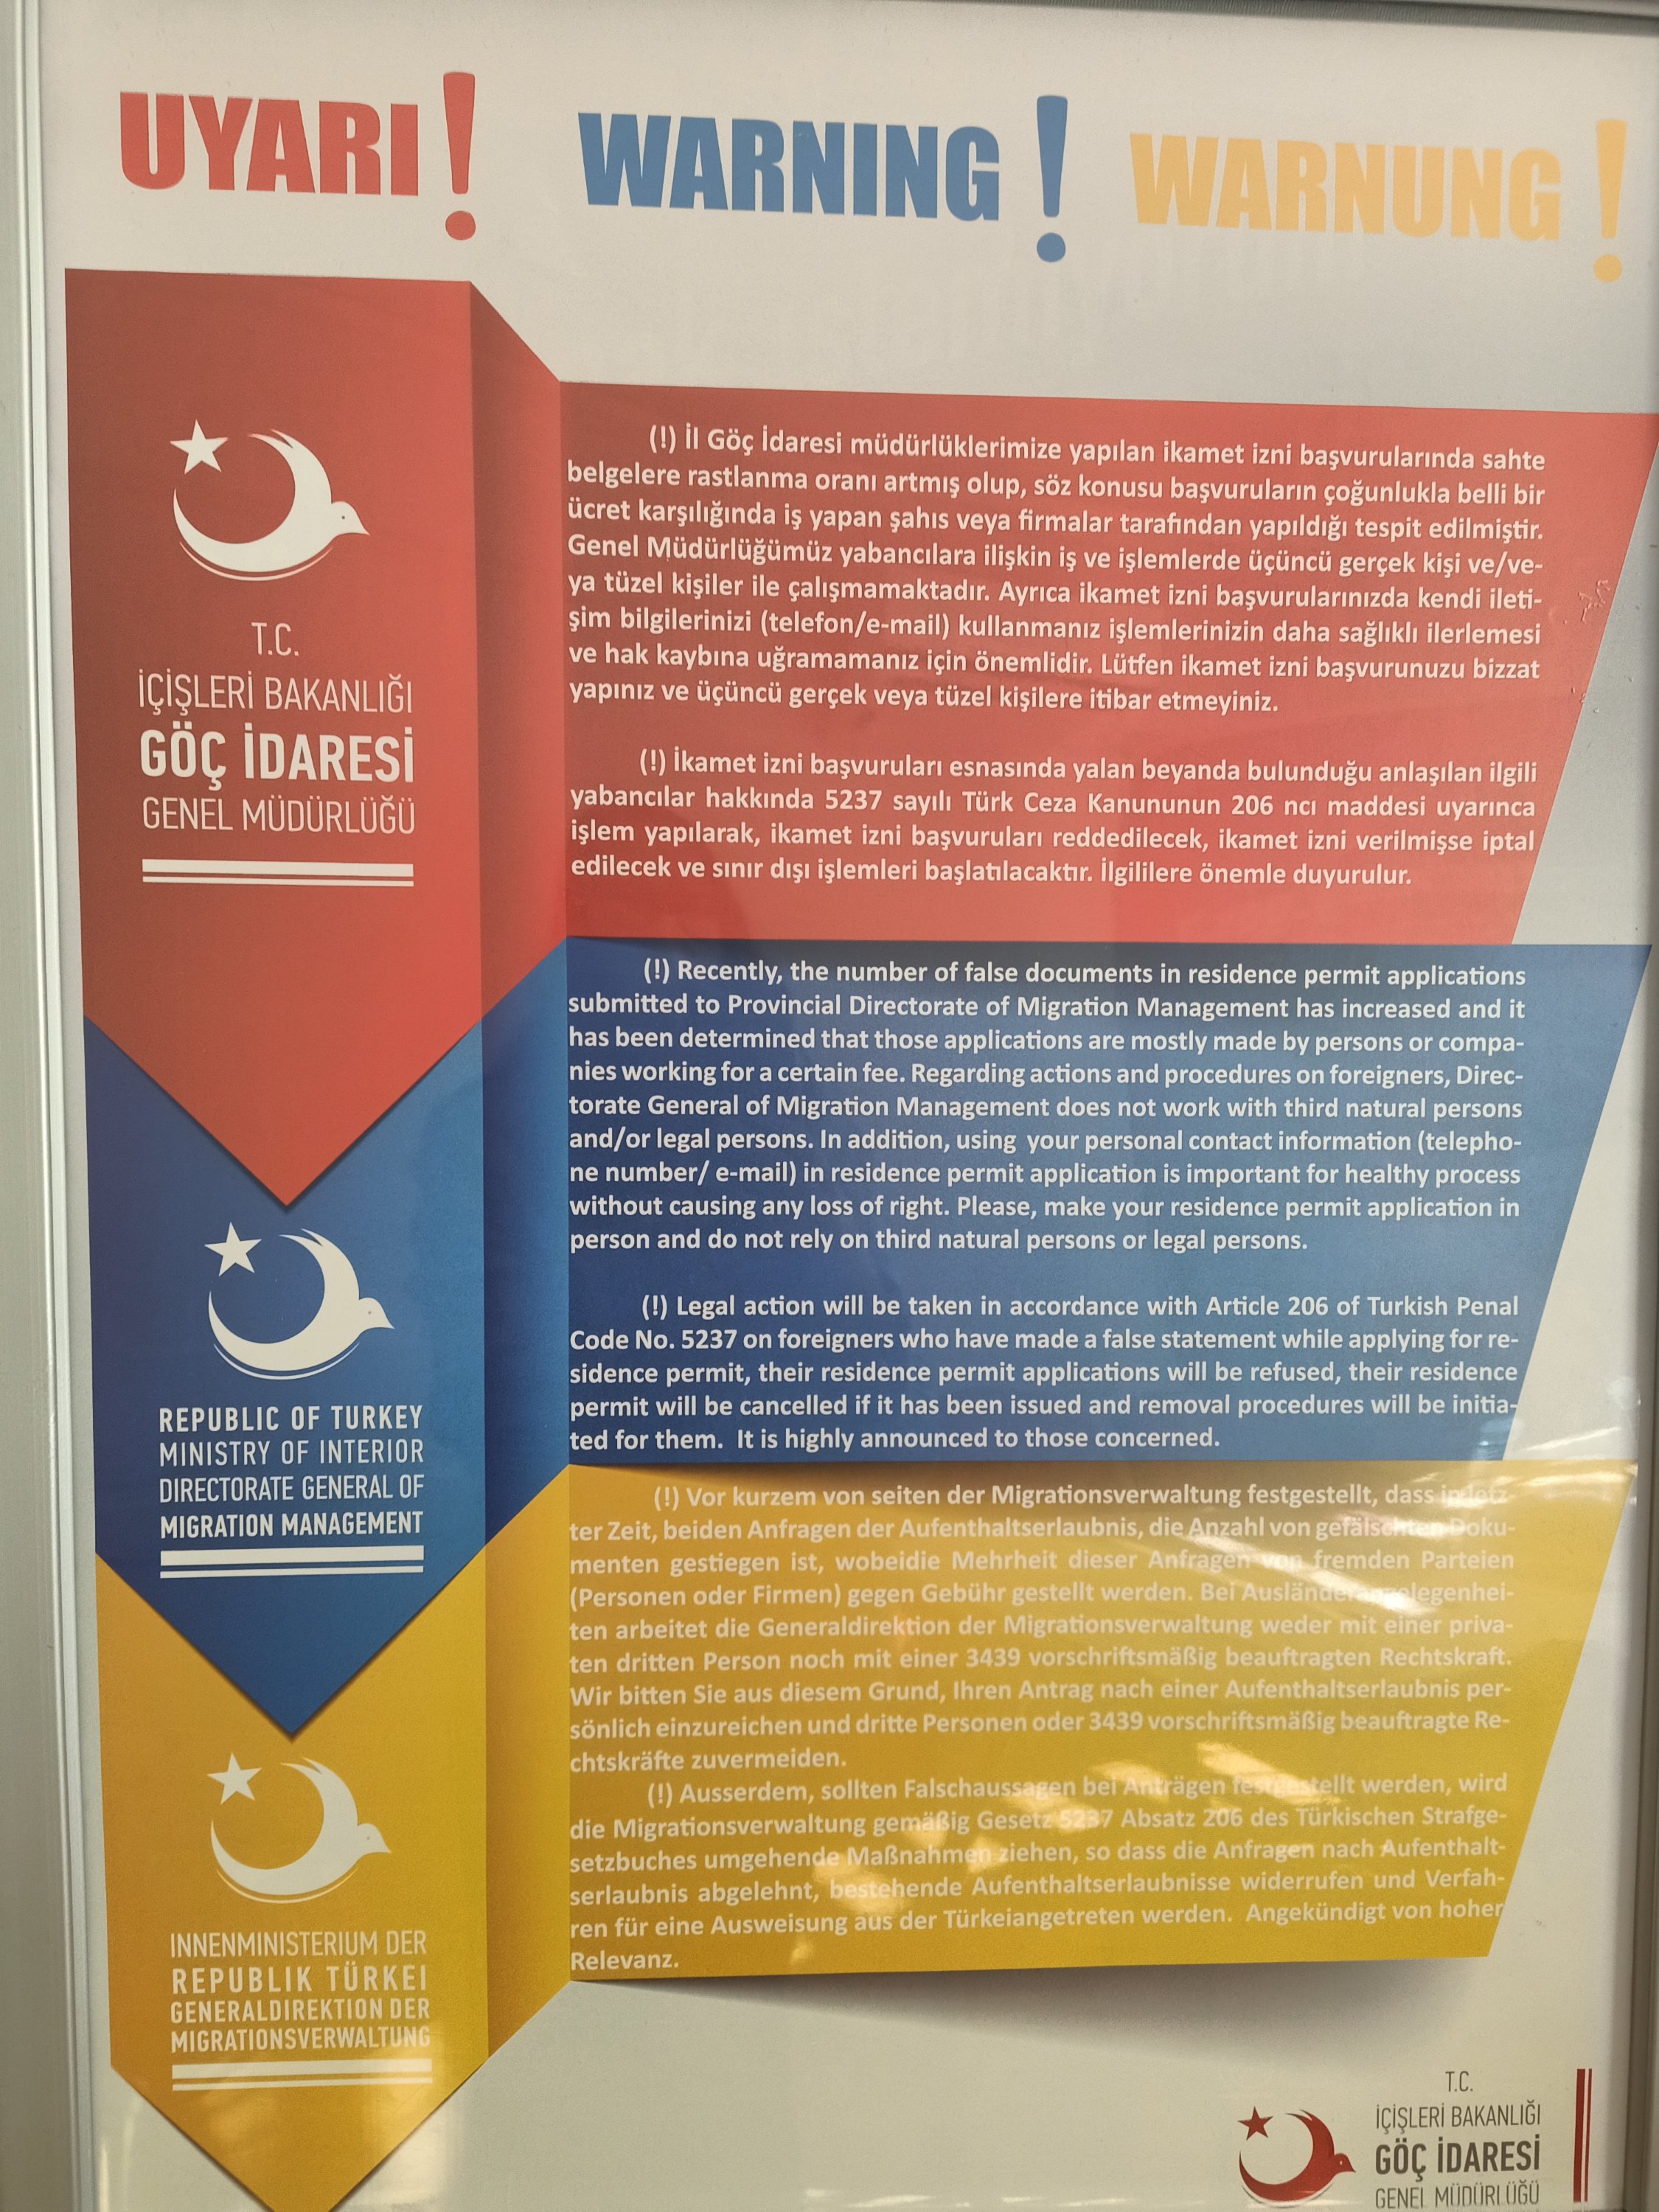 UYARI!
WARNING!
WARNUNG!
T.C.
İÇİŞLERİ BAKANLIĞI
GÖÇ İDARESİ
GENEL MÜDÜRLÜĞÜ
(!) İl Göç İdaresi müdürlüklerimize yapılan ikamet izni başvurularında sahte
belgelere rastlanma oranı artmış olup, söz konusu başvuruların çoğunlukla belli bir
ücret karşılığında iş yapan şahıs veya firmalar tarafından yapıldığı tespit edilmiştir.
Genel Müdürlüğümüz yabancılara ilişkin iş ve işlemlerde üçüncü gerçek kişi ve/ve-
ya tüzel kişiler ile çalışmamaktadır. Ayrıca ikamet izni başvurularınızda kendi ileti-
şim bilgilerinizi (telefon/e-mail) kullanmanız işlemlerinizin daha sağlıklı ilerlemesi
ve hak kaybına uğramamanız için önemlidir. Lütfen ikamet izni başvurunuzu bizzat
yapınız ve üçüncü gerçek veya tüzel kişilere itibar etmeyiniz.
(!) İkamet izni başvuruları esnasında yalan beyanda bulunduğu anlaşılan ilgili
yabancılar hakkında 5237 sayılı Türk Ceza Kanununun 206 ncı maddesi uyarınca
işlem yapılarak, ikamet izni başvuruları reddedilecek, ikamet izni verilmişse iptal
edilecek ve sınır dışı işlemleri başlatılacaktır. İlgililere önemle duyurulur.
REPUBLIC OF TURKEY
MINISTRY OF INTERIOR
DIRECTORATE GENERAL OF
MIGRATION MANAGEMENT
(!) Recently, the number of false documents in residence permit applications
submitted to Provincial Directorate of Migration Management has increased and it
has been determined that those applications are mostly made by persons or compa-
nies working for a certain fee. Regarding actions and procedures on foreigners, Direc-
torate General of Migration Management does not work with third natural persons
and/or legal persons. In addition, using your personal contact information (telepho-
ne number/ e-mail) in residence permit application is important for healthy process
without causing any loss of right. Please, make your residence permit application in
person and do not rely on third natural persons or legal persons.
(!) Legal action will be taken in accordance with Article 206 of Turkish Penal
Code No. 5237 on foreigners who have made a false statement while applying for re-
sidence permit, their residence permit applications will be refused, their residence
permit will be cancelled if it has been issued and removal procedures will be initia-
ted for them. It is highly announced to those concerned.
INNENMINISTERIUM DER
REPUBLIK TÜRKEI
GENERALDIREKTION DER
MIGRATIONSVERWALTUNG
(!) Vor kurzem von seiten der Migrationsverwaltung festgestellt, dass in letz-
ter Zeit, beiden Anfragen der Aufenthaltserlaubnis, die Anzahl von gefälschten Doku-
menten gestiegen ist, wobeidie Mehrheit dieser Anfragen von fremden Parteien
(Personen oder Firmen) gegen Gebühr gestellt werden. Bei Ausländerangelegenhei-
ten arbeitet die Generaldirektion der Migrationsverwaltung weder mit einer priva-
ten dritten Person noch mit einer 3439 vorschriftsmäßig beauftragten Rechtskraft.
Wir bitten Sie aus diesem Grund, Ihren Antrag nach einer Aufenthaltserlaubnis per-
sönlich einzureichen und dritte Personen oder 3439 vorschriftsmäßig beauftragte Re-
chtskräfte zuvermeiden.
(!) Ausserdem, sollten Falschaussagen bei Anträgen festgestellt werden, wird
die Migrationsverwaltung gemäßig Gesetz 5237 Absatz 206 des Türkischen Strafge-
setzbuches umgehende Maßnahmen ziehen, so dass die Anfragen nach Aufenthalt-
serlaubnis abgelehnt, bestehende Aufenthaltserlaubnisse widerrufen und Verfah-
ren für eine Ausweisung aus der Türkeiangetreten werden. Angekündigt von hoher
Relevanz.
T.C.
İÇİŞLERİ BAKANLIĞI
GÖÇ İDARESİ
GENEL MÜDÜRLÜĞÜ